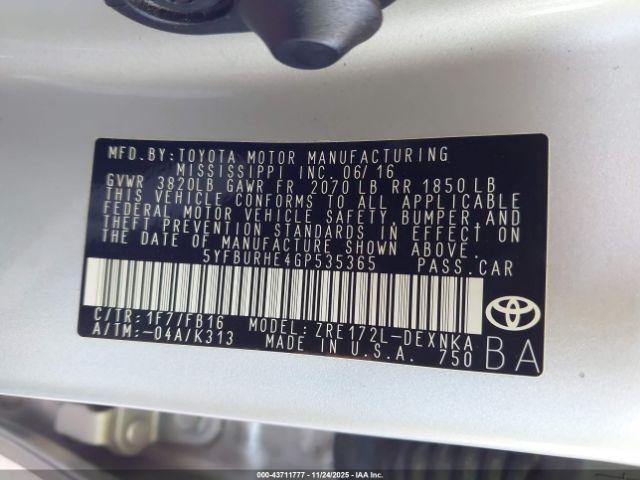 MFD. BY: TOYOTA MOTOR MANUFACTURING
MISSISSIPPI INC. 06/16
GVWR 3820LB GAWR FR 2070 LB RR 1850 LB
THIS VEHICLE CONFORMS TO ALL APPLICABLE
FEDERAL MOTOR VEHICLE SAFETY, BUMPER AND
THEFT PREVENTION STANDARDS IN EFFECT ON
THE DATE OF MANUFACTURE SHOWN ABOVE.
5YFBURHE4GP535365 PASS. CAR
C/TR: 1F7/FB16 MODEL: ZRE172L-DEXNKA
A/TM: -04A/K313 MADE IN U.S.A. 750
BA
© 000-43711777 - 11/24/2025 - IAA Inc.